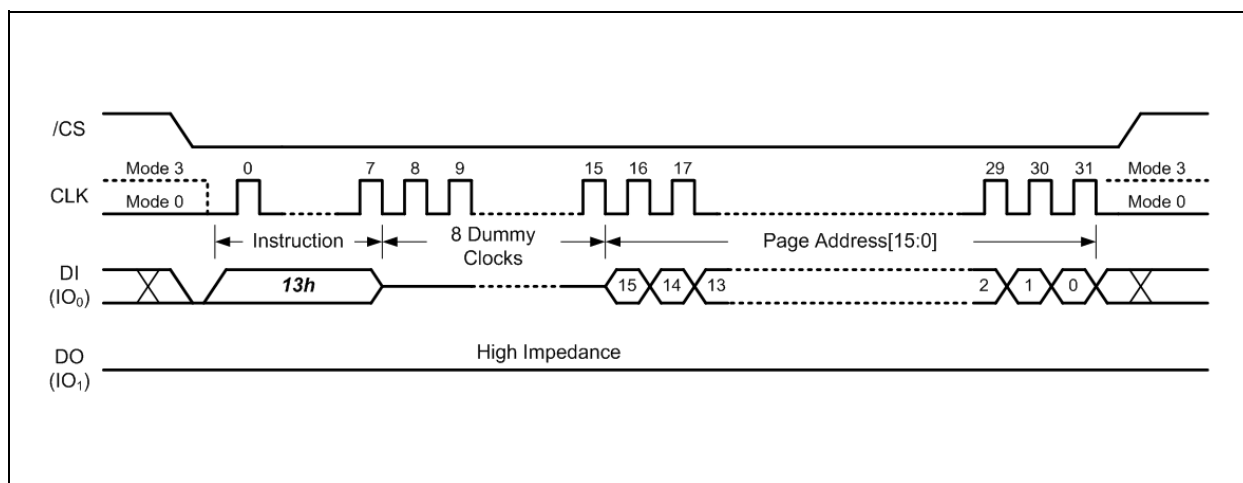 /CS
Mode 3 0 7 8 9 15 16 17 29 30 31 Mode 3
CLK
Mode 0 Mode 0
Instruction 8 Dummy Clocks Page Address[15:0]
DI (IO₀) 13h 15 14 13 2 1 0
High Impedance
DO (IO₁)